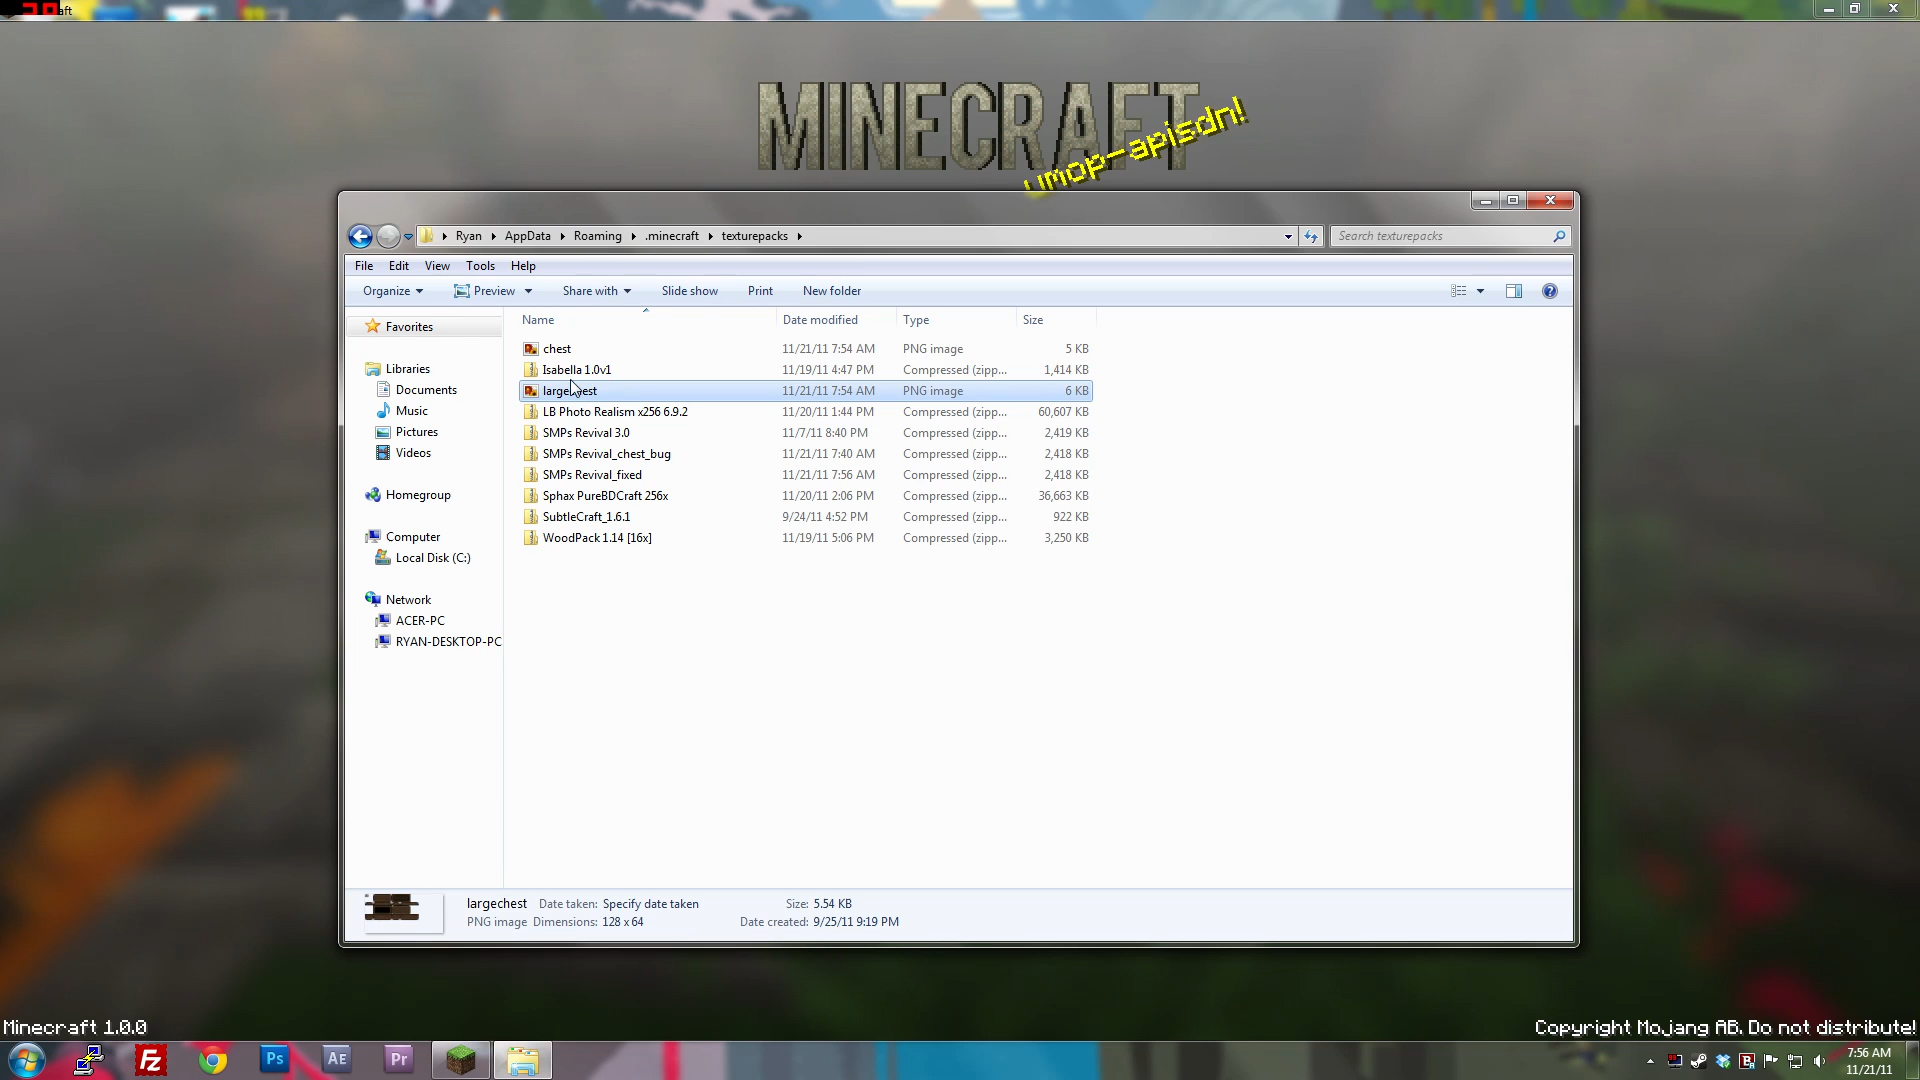 aft
MINECRAFT
umop-apisdn!
Ryan AppData Roaming .minecraft texturepacks
Search texturepacks
File Edit View Tools Help
Organize Preview Share with Slide show Print New folder
Name Date modified Type Size
Favorites
Libraries
Documents
Music
Pictures
Videos
Homegroup
Computer
Local Disk (C:)
Network
ACER-PC
RYAN-DESKTOP-PC
chest 11/21/11 7:54 AM PNG image 5 KB
Isabella 1.0v1 11/19/11 4:47 PM Compressed (zipp... 1,414 KB
largechest 11/21/11 7:54 AM PNG image 6 KB
LB Photo Realism x256 6.9.2 11/20/11 1:44 PM Compressed (zipp... 60,607 KB
SMPs Revival 3.0 11/7/11 8:40 PM Compressed (zipp... 2,419 KB
SMPs Revival_chest_bug 11/21/11 7:40 AM Compressed (zipp... 2,418 KB
SMPs Revival_fixed 11/21/11 7:56 AM Compressed (zipp... 2,418 KB
Sphax PureBDCraft 256x 11/20/11 2:06 PM Compressed (zipp... 36,663 KB
SubtleCraft_1.6.1 9/24/11 4:52 PM Compressed (zipp... 922 KB
WoodPack 1.14 [16x] 11/19/11 5:06 PM Compressed (zipp... 3,250 KB
largechest Date taken: Specify date taken Size: 5.54 KB
PNG image Dimensions: 128 x 64 Date created: 9/25/11 9:19 PM
Minecraft 1.0.0
Copyright Mojang AB. Do not distribute!
Fz Ps AE Pr
7:56 AM
11/21/11